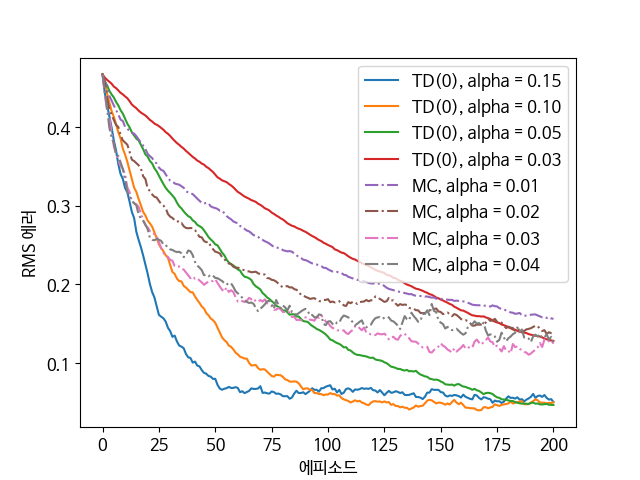 TD(0), alpha = 0.15
TD(0), alpha = 0.10
TD(0), alpha = 0.05
TD(0), alpha = 0.03
MC, alpha = 0.01
MC, alpha = 0.02
MC, alpha = 0.03
MC, alpha = 0.04
RMS 에러
0.4
0.3
0.2
0.1
0 25 50 75 100 125 150 175 200
에피소드